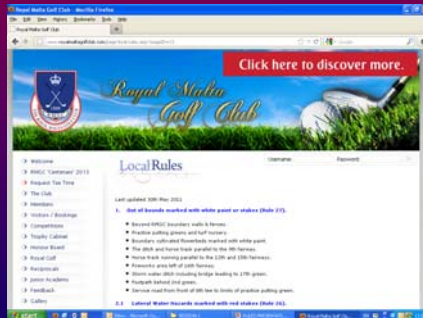 Royal Malta Golf Club - Mozilla Firefox
File Edit View History Bookmarks Tools Help
Royal Malta Golf Club
Click here to discover more.
Royal Malta
Golf Club
Local Rules
Username
Password
Welcome
RMGC 'Centenary' 2013
Request Tee Time
The Club
Members
Visitors / Bookings
Competitions
Trophy Cabinet
Honour Board
Royal Golf
Reciprocals
Junior Academy
Feedback
Gallery
Last updated 30th May 2011
1. Out of bounds marked with white paint or stakes (Rule 27).
Beyond RMGC boundary walls & fences.
Practice putting greens and turf nursery.
Boundary cultivated flowerbeds marked with white paint.
The ditch and horse track parallel to the 4th fairway.
Horse track running parallel to the 12th and 15th fairways.
Fireworks area left of 16th fairway.
Storm water ditch including bridge leading to 17th green.
Footpath behind 2nd green.
Service road from front of 8th tee to limits of practice putting green.
2.1 Lateral Water Hazards marked with red stakes (Rule 26).
start